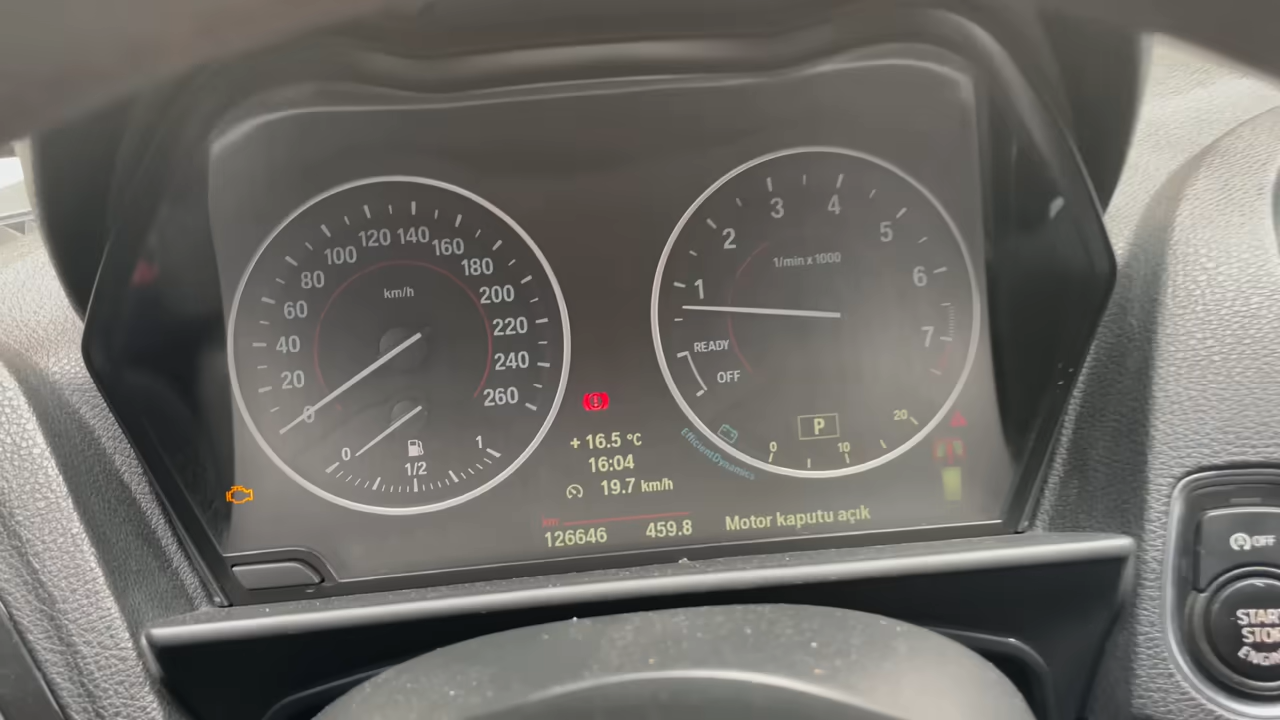 km/h
0
20
40
60
80
100
120
140
160
180
200
220
240
260
0
1/2
1
1/min x 1000
1
2
3
4
5
6
7
READY
OFF
P
0
10
20
EfficientDynamics
+ 16.5 °C
16:04
19.7 km/h
km
126646 459.8
Motor kaputu açık
OFF
START
STOP
ENGINE